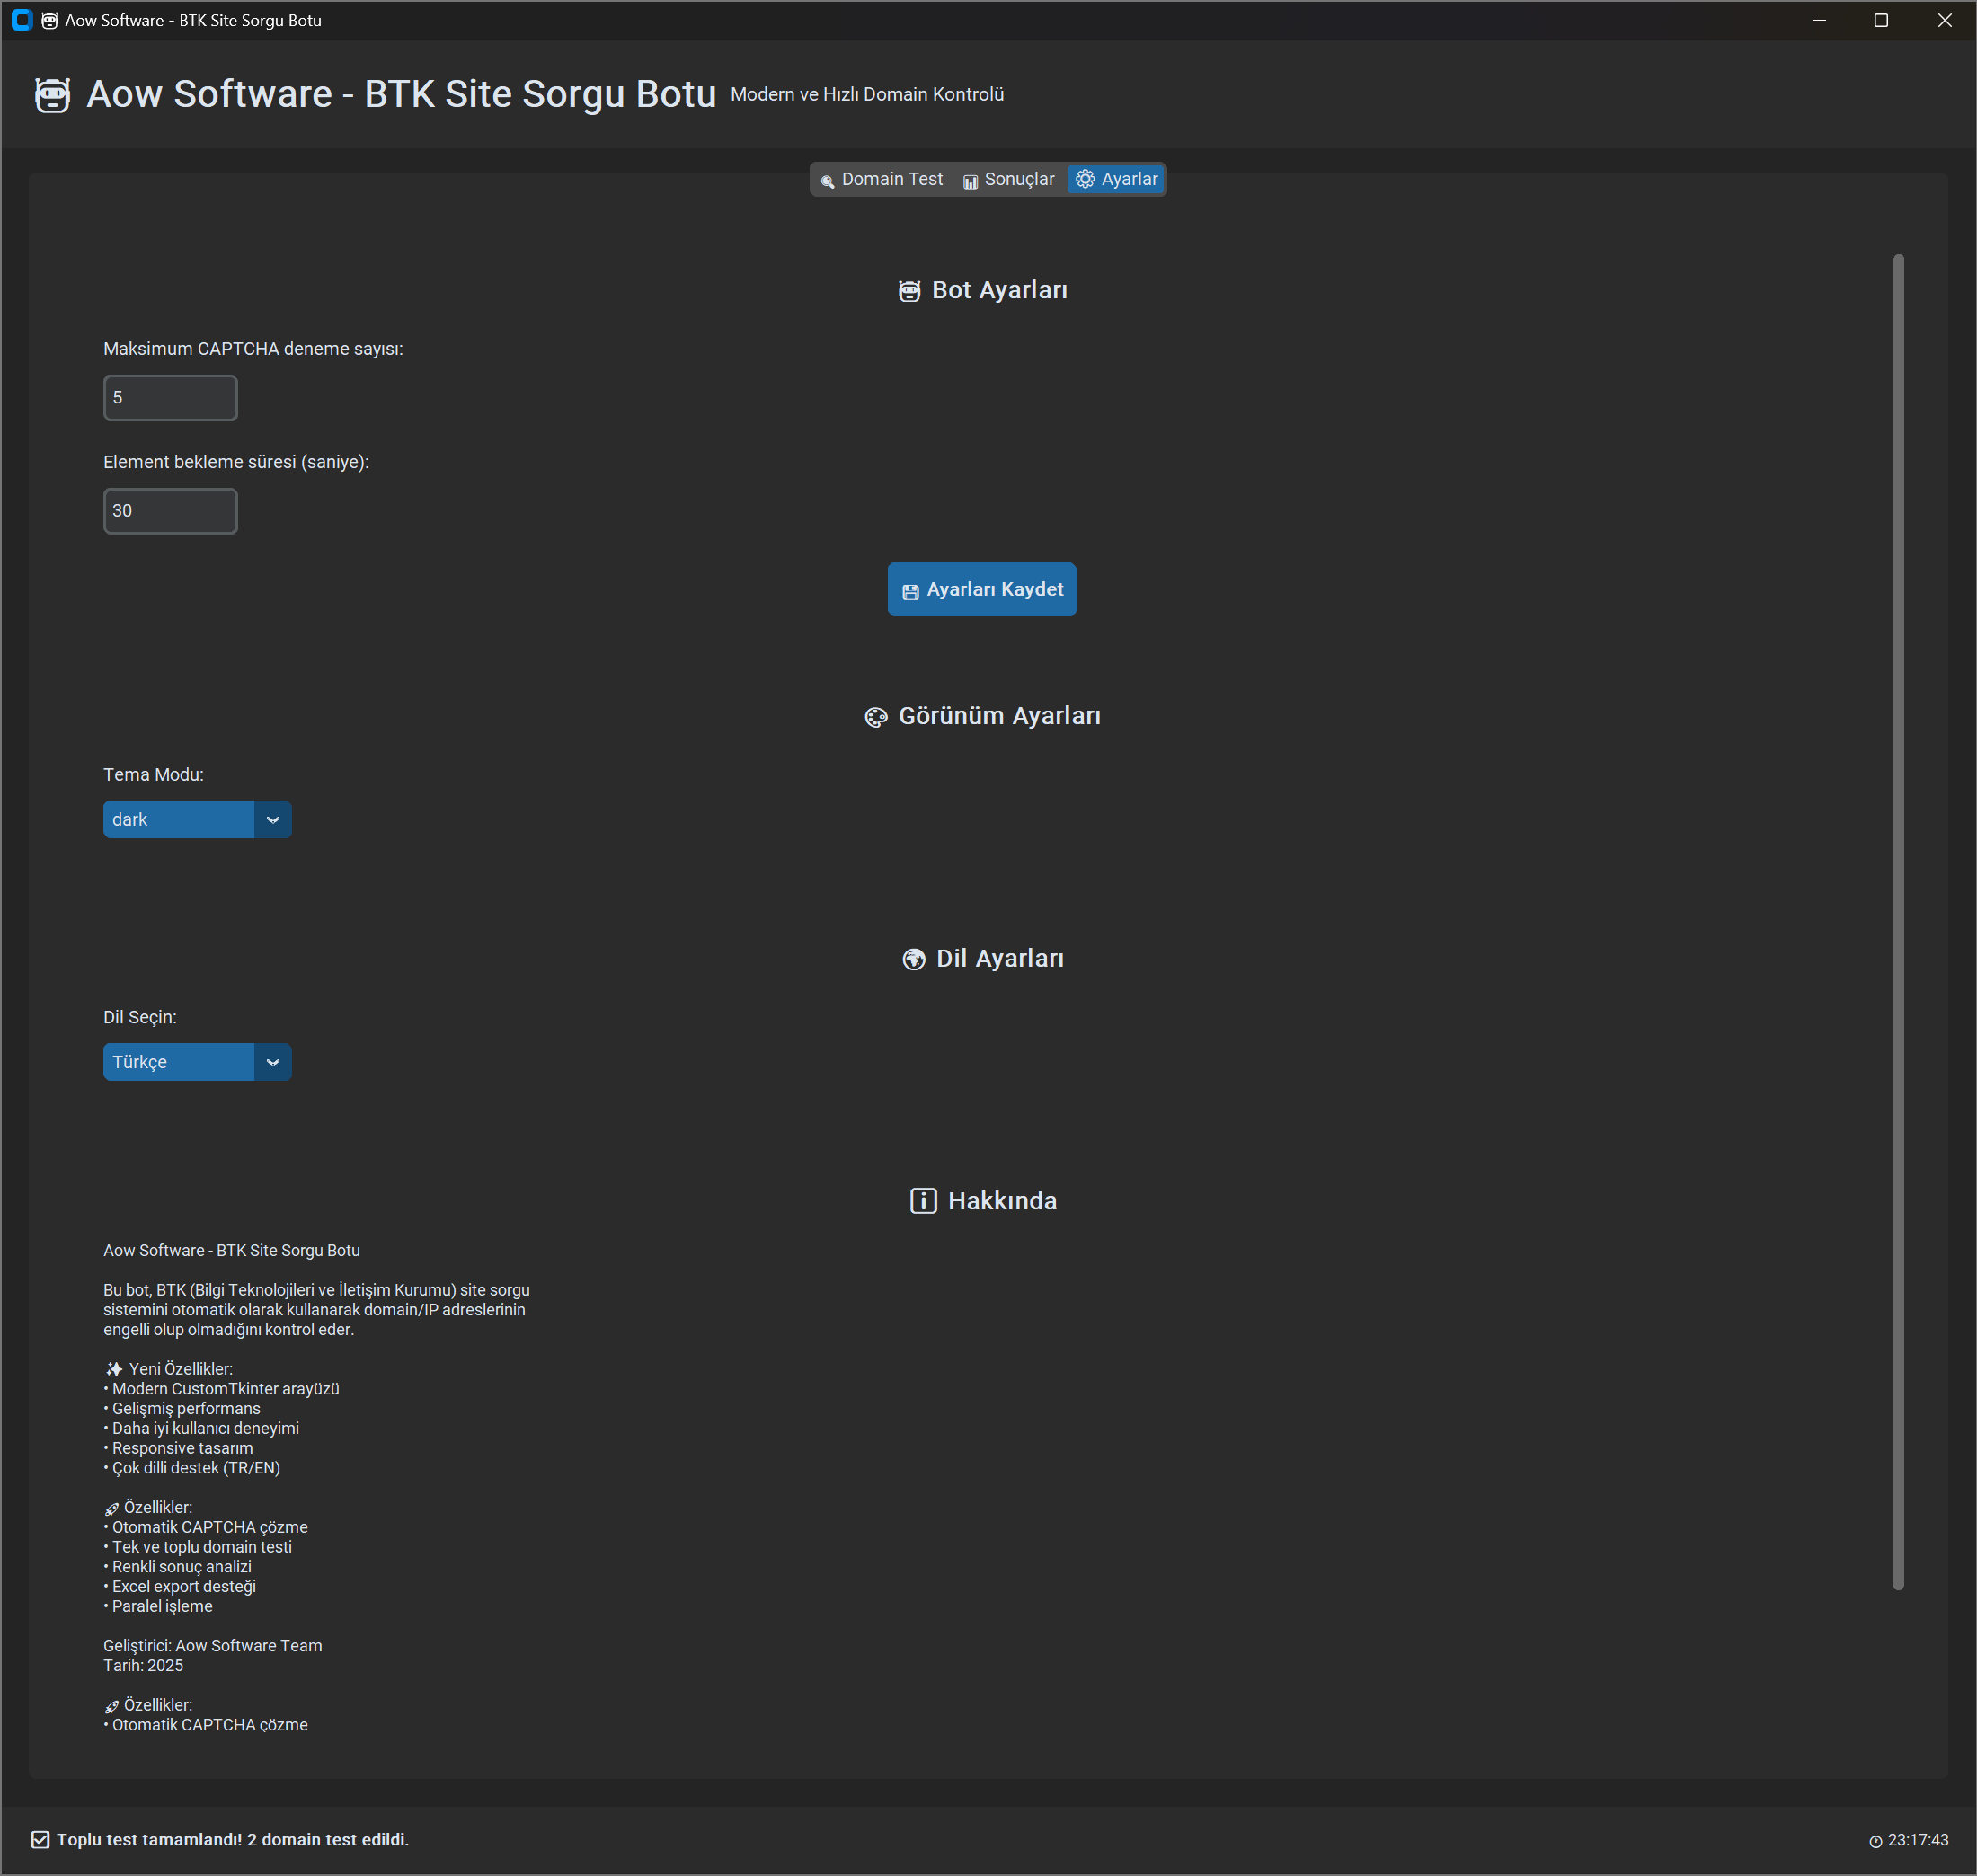 Aow Software - BTK Site Sorgu Botu
Aow Software - BTK Site Sorgu Botu Modern ve Hızlı Domain Kontrolü
Domain Test Sonuçlar Ayarlar
Bot Ayarları
Maksimum CAPTCHA deneme sayısı:
5
Element bekleme süresi (saniye):
30
Ayarları Kaydet
Görünüm Ayarları
Tema Modu:
dark
Dil Ayarları
Dil Seçin:
Türkçe
Hakkında
Aow Software - BTK Site Sorgu Botu
Bu bot, BTK (Bilgi Teknolojileri ve İletişim Kurumu) site sorgu
sistemini otomatik olarak kullanarak domain/IP adreslerinin
engelli olup olmadığını kontrol eder.
✨ Yeni Özellikler:
• Modern CustomTkinter arayüzü
• Gelişmiş performans
• Daha iyi kullanıcı deneyimi
• Responsive tasarım
• Çok dilli destek (TR/EN)
🚀 Özellikler:
• Otomatik CAPTCHA çözme
• Tek ve toplu domain testi
• Renkli sonuç analizi
• Excel export desteği
• Paralel işleme
Geliştirici: Aow Software Team
Tarih: 2025
🚀 Özellikler:
• Otomatik CAPTCHA çözme
Toplu test tamamlandı! 2 domain test edildi.
23:17:43